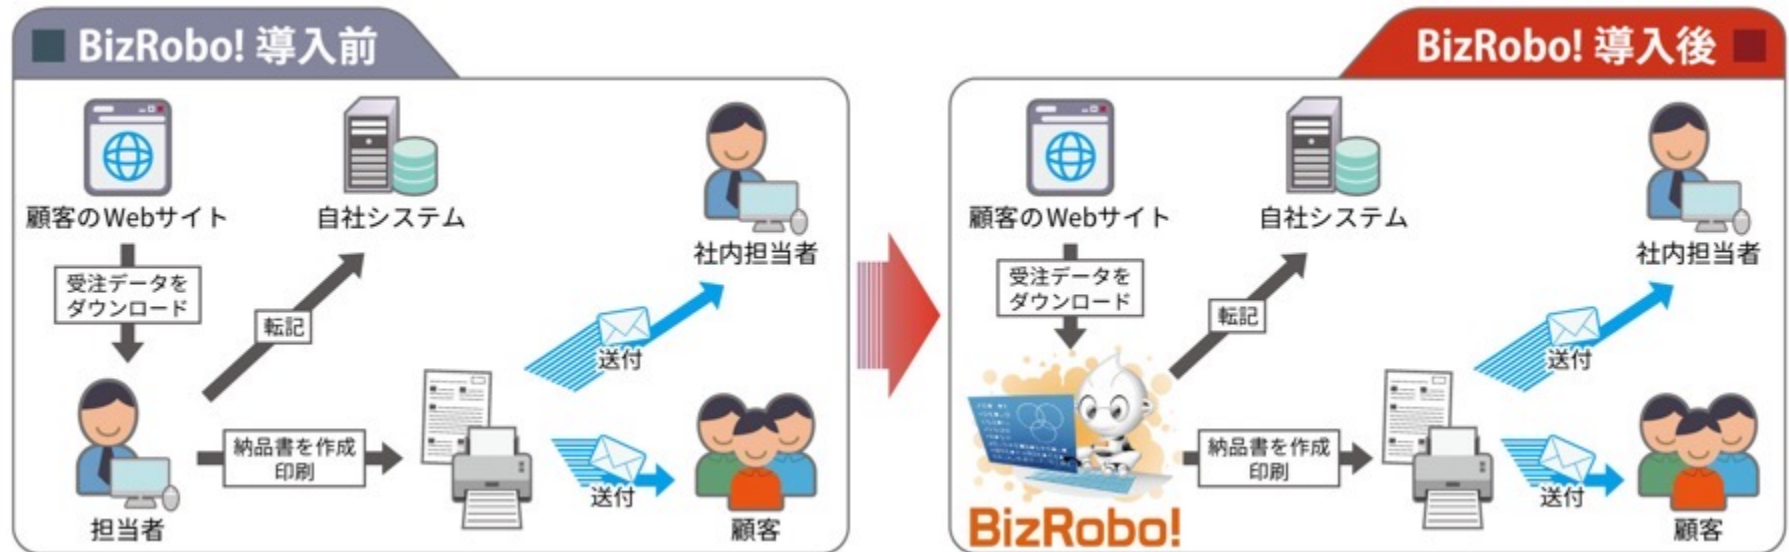 BizRobo! 導入前
顧客のWebサイト
自社システム
社内担当者
受注データを
ダウンロード
転記
送付
納品書を作成
印刷
送付
担当者
顧客
BizRobo! 導入後
顧客のWebサイト
自社システム
社内担当者
受注データを
ダウンロード
転記
送付
納品書を作成
印刷
送付
BizRobo!
顧客